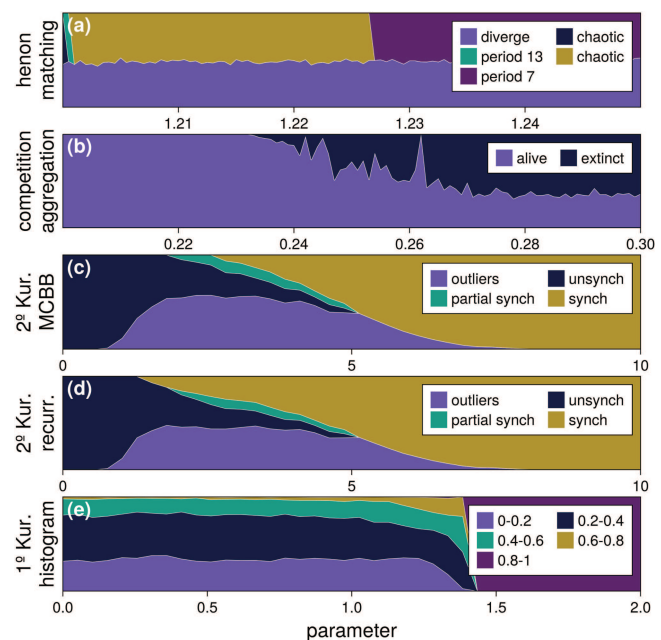 (a)
henon
matching
diverge
chaotic
period 13
chaotic
period 7
1.21
1.22
1.23
1.24
(b)
competition
aggregation
alive
extinct
0.22
0.24
0.26
0.28
0.30
(c)
2º Kur.
MCBB
outliers
unsynch
partial synch
synch
0
5
10
(d)
2º Kur.
recurr.
outliers
unsynch
partial synch
synch
0
5
10
(e)
1º Kur.
histogram
0-0.2
0.2-0.4
0.4-0.6
0.6-0.8
0.8-1
0.0
0.5
1.0
1.5
2.0
parameter